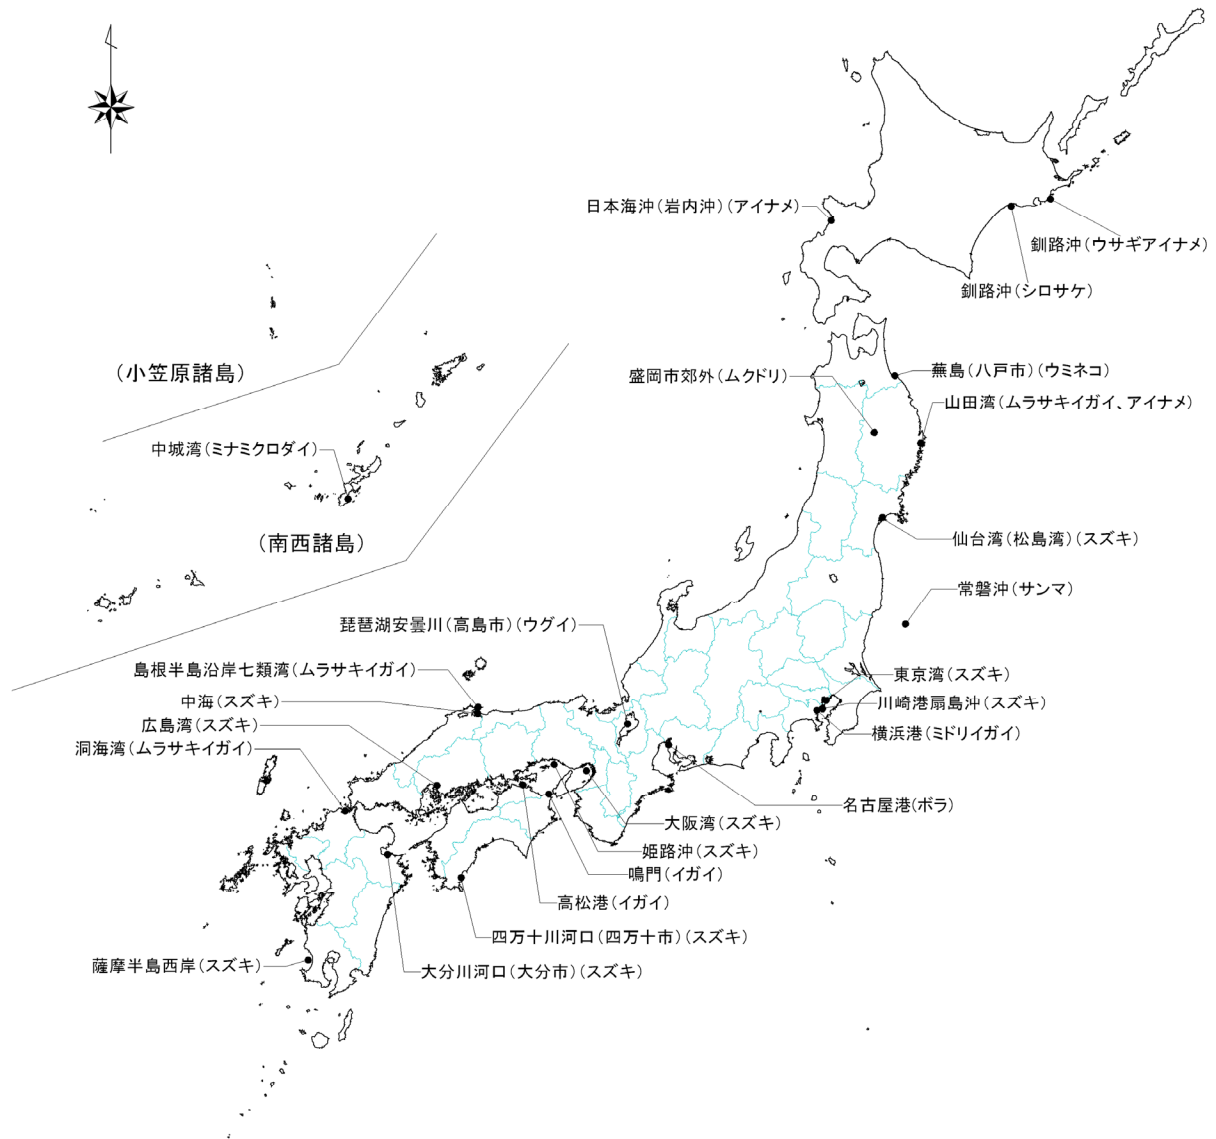 日本海沖(岩内沖)(アイナメ)
釧路沖(ウサギアイナメ)
釧路沖(シロサケ)
(小笠原諸島)
盛岡市郊外(ムクドリ)
蕪島(八戸市)(ウミネコ)
山田湾(ムラサキイガイ、アイナメ)
中城湾(ミナミクロダイ)
(南西諸島)
仙台湾(松島湾)(スズキ)
常磐沖(サンマ)
琵琶湖安曇川(高島市)(ウグイ)
島根半島沿岸七類湾(ムラサキイガイ)
東京湾(スズキ)
中海(スズキ)
川崎港扇島沖(スズキ)
広島湾(スズキ)
横浜港(ミドリイガイ)
洞海湾(ムラサキイガイ)
名古屋港(ボラ)
大阪湾(スズキ)
姫路沖(スズキ)
鳴門(イガイ)
高松港(イガイ)
四万十川河口(四万十市)(スズキ)
薩摩半島西岸(スズキ)
大分川河口(大分市)(スズキ)